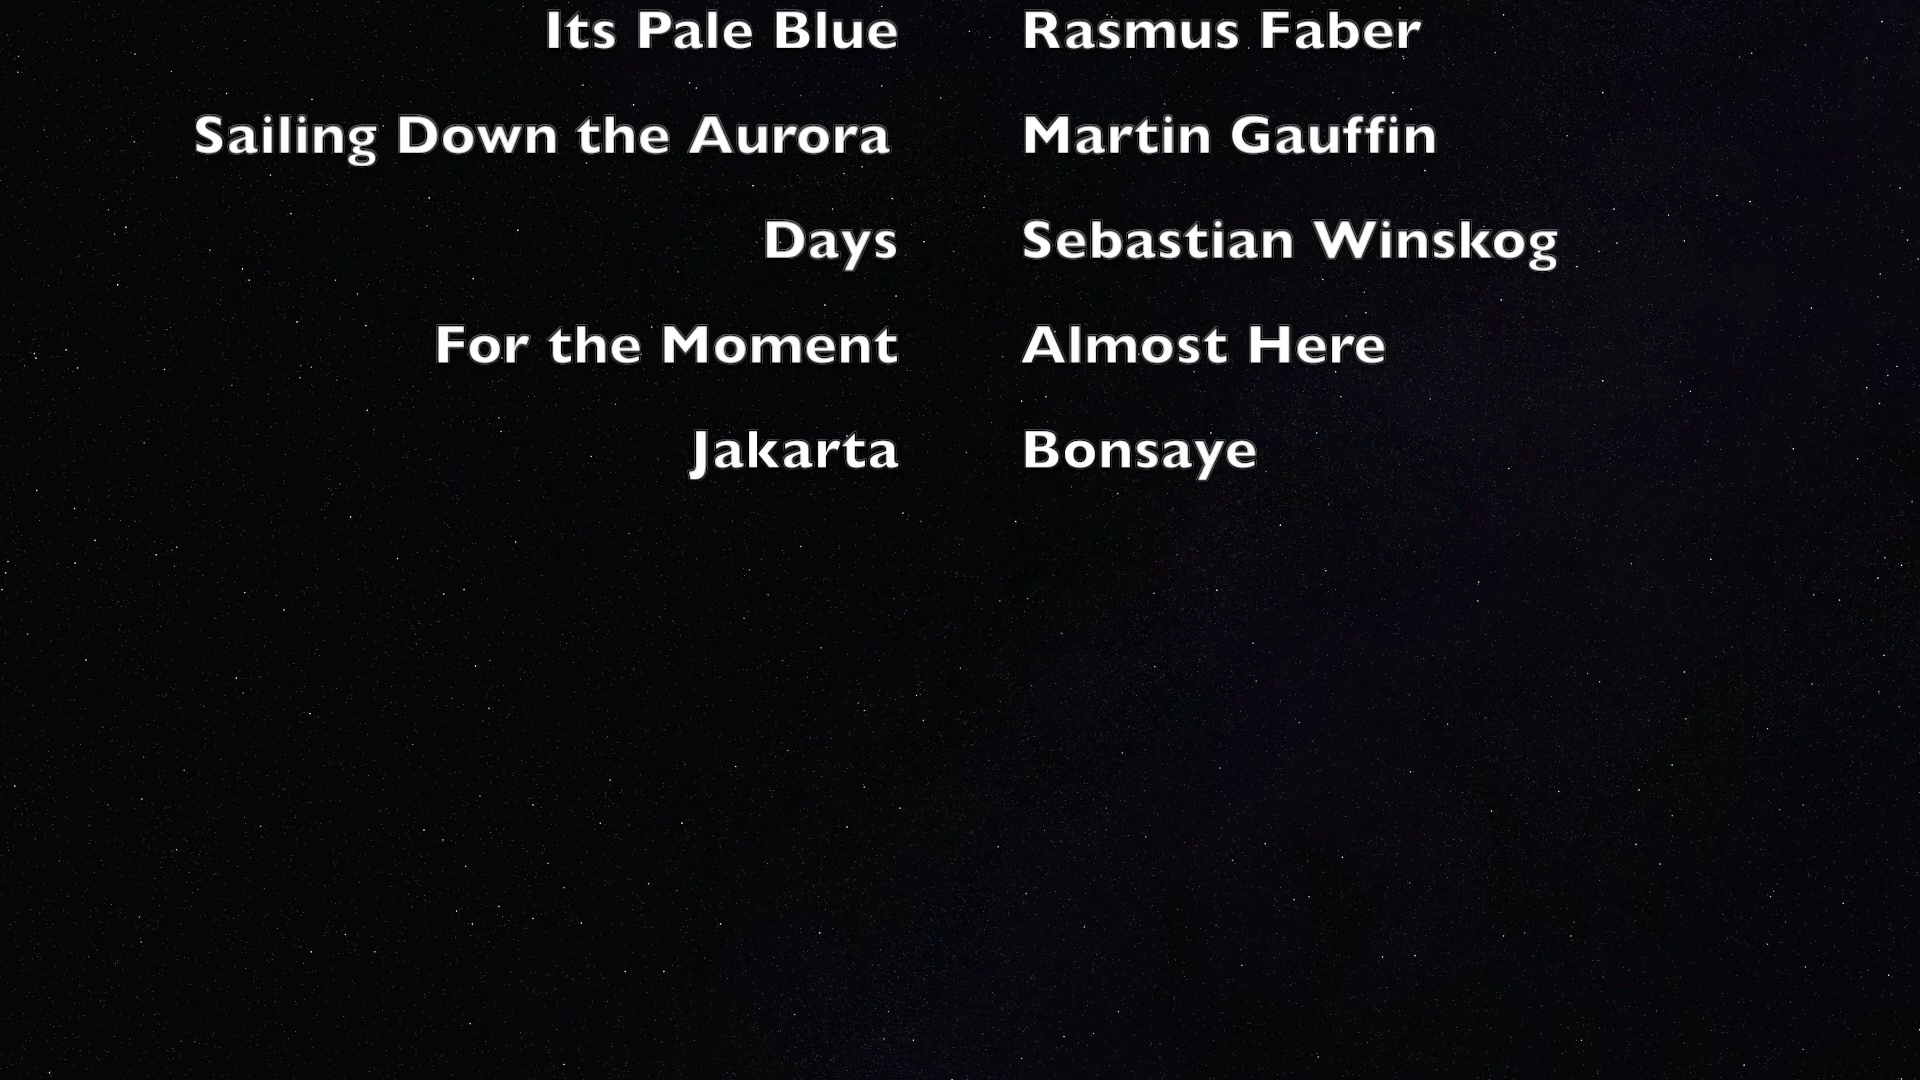 Its Pale Blue Rasmus Faber
Sailing Down the Aurora Martin Gauffin
Days Sebastian Winskog
For the Moment Almost Here
Jakarta Bonsaye